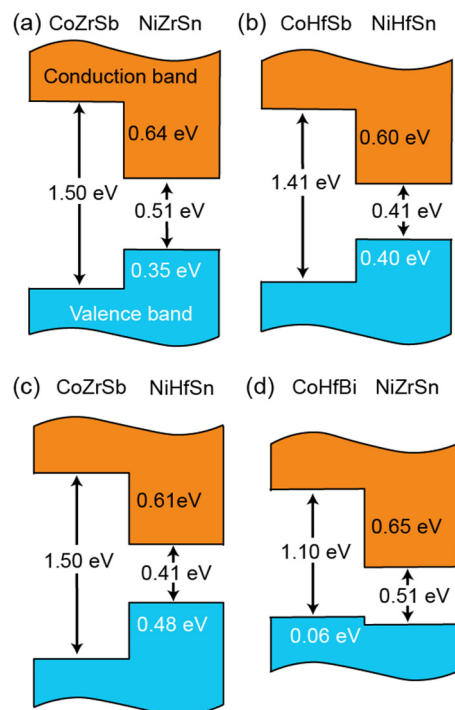 (a) CoZrSb NiZrSn
Conduction band
0.64 eV
1.50 eV
0.51 eV
0.35 eV
Valence band
(b) CoHfSb NiHfSn
0.60 eV
1.41 eV
0.41 eV
0.40 eV
(c) CoZrSb NiHfSn
0.61eV
1.50 eV
0.41 eV
0.48 eV
(d) CoHfBi NiZrSn
0.65 eV
1.10 eV
0.51 eV
0.06 eV